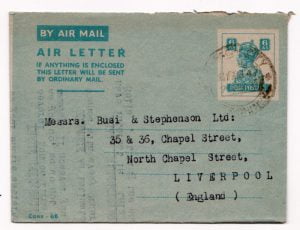 BY AIR MAIL
AIR LETTER
IF ANYTHING IS ENCLOSED
THIS LETTER WILL BE SENT
BY ORDINARY MAIL.
Messrs. Busi & Stephenson Ltd:
35 & 36, Chapel Street,
North Chapel Street,
LIVERPOOL
( England )